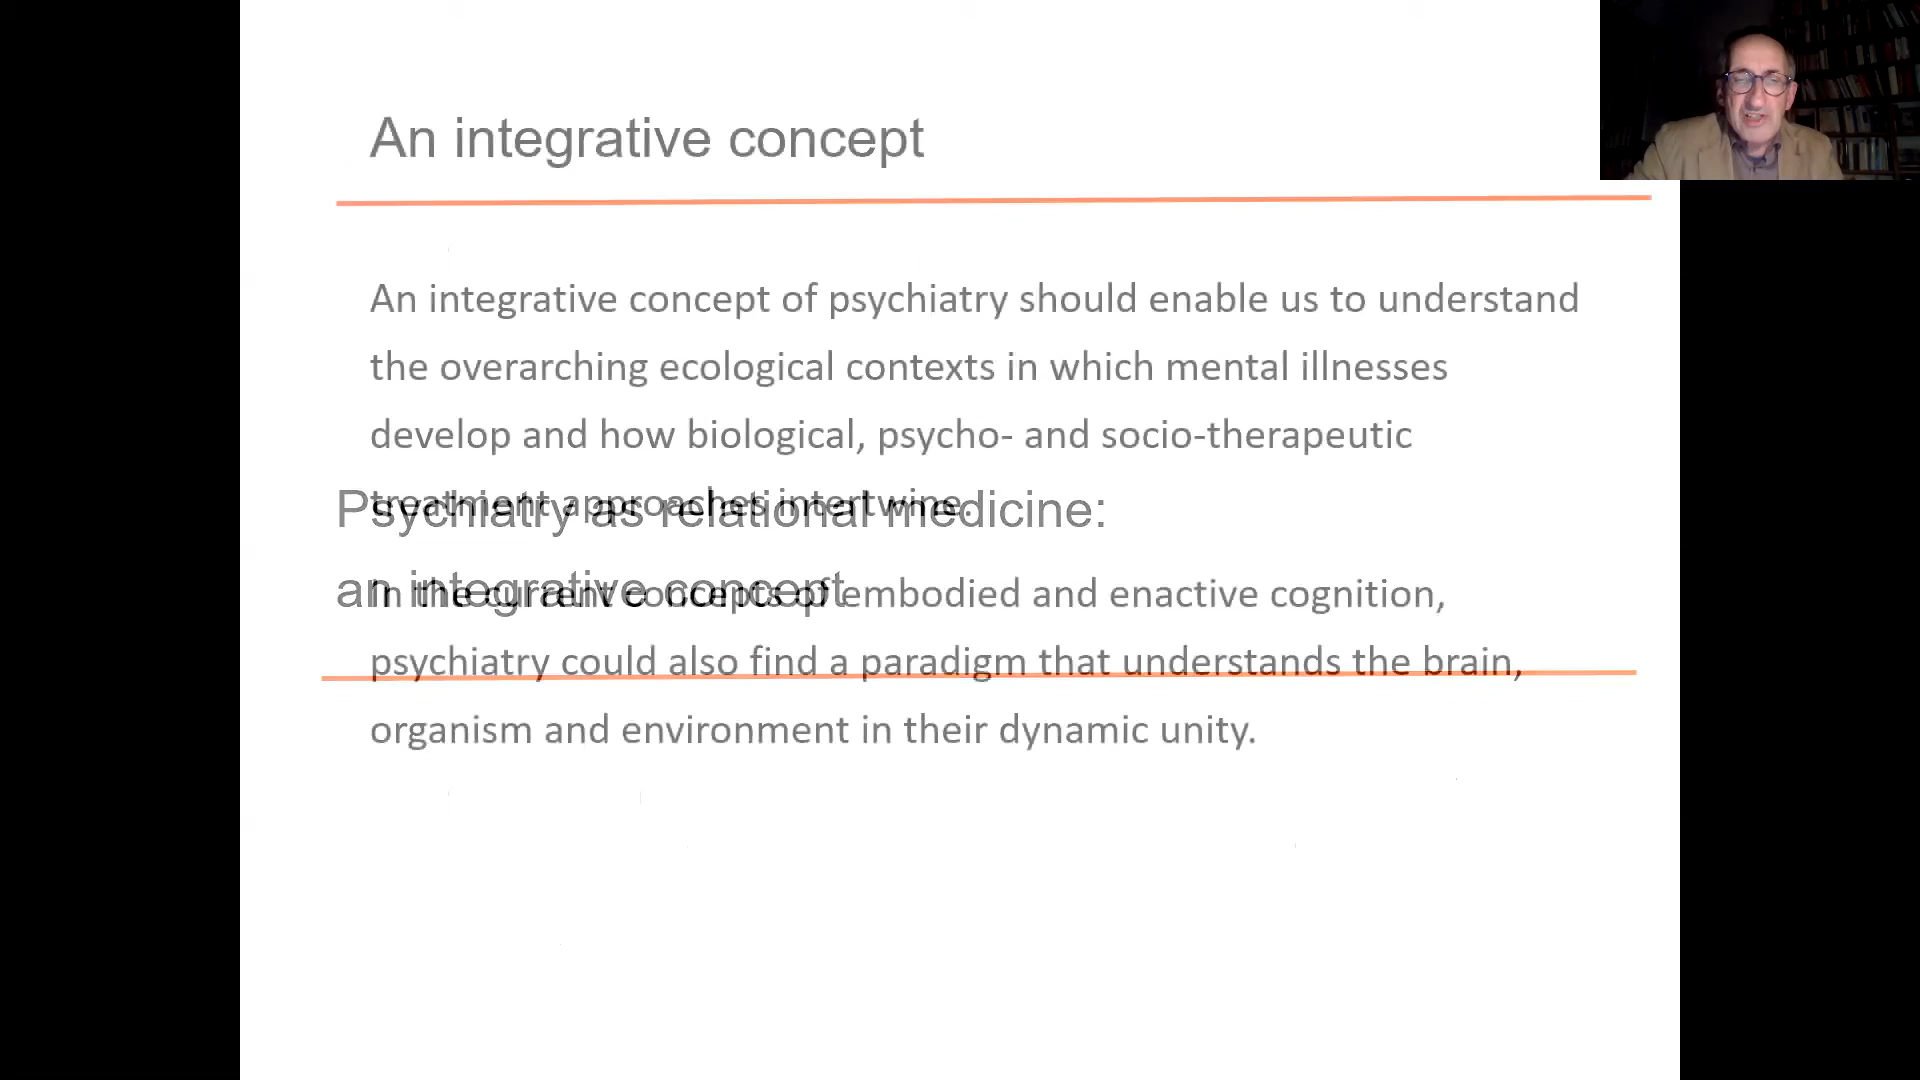 An integrative concept
An integrative concept of psychiatry should enable us to understand
the overarching ecological contexts in which mental illnesses
develop and how biological, psycho- and socio-therapeutic
treatment approaches intertwine.
Psychiatry as relational medicine:
an integrative concept
In the current concepts of embodied and enactive cognition,
psychiatry could also find a paradigm that understands the brain,
organism and environment in their dynamic unity.